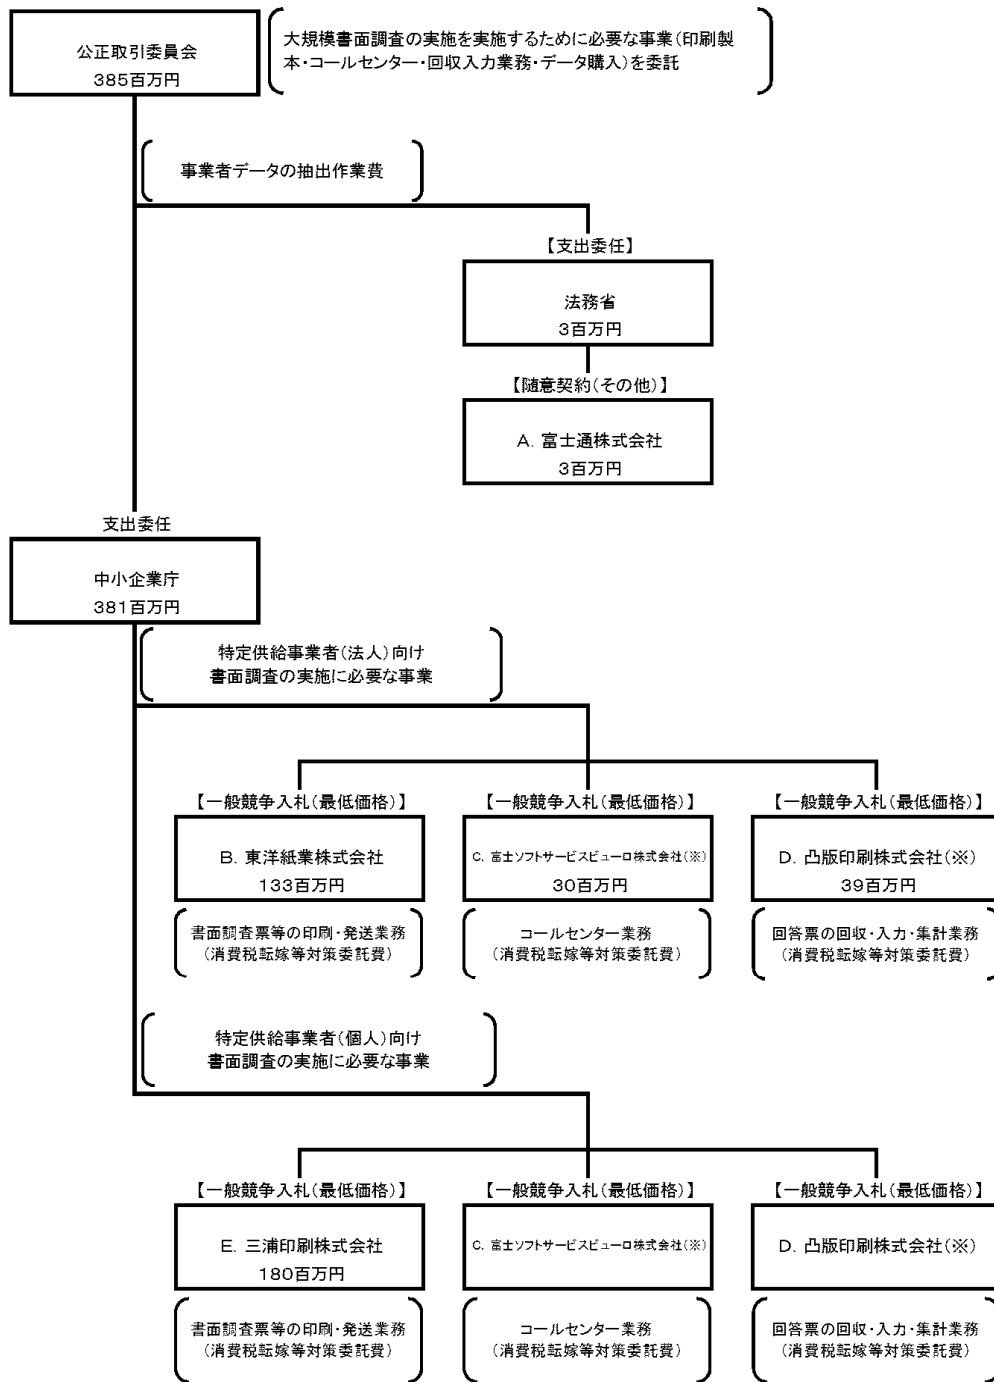 公正取引委員会
385百万円
大規模書面調査の実施を実施するために必要な事業(印刷製
本・コールセンター・回収入力業務・データ購入)を委託
事業者データの抽出作業費
【支出委任】
法務省
3百万円
【随意契約(その他)】
A. 富士通株式会社
3百万円
支出委任
中小企業庁
381百万円
特定供給事業者(法人)向け
書面調査の実施に必要な事業
【一般競争入札(最低価格)】
B. 東洋紙業株式会社
133百万円
書面調査票等の印刷・発送業務
(消費税転嫁等対策委託費)
【一般競争入札(最低価格)】
C. 富士ソフトサービスビューロ株式会社(※)
30百万円
コールセンター業務
(消費税転嫁等対策委託費)
【一般競争入札(最低価格)】
D. 凸版印刷株式会社(※)
39百万円
回答票の回収・入力・集計業務
(消費税転嫁等対策委託費)
特定供給事業者(個人)向け
書面調査の実施に必要な事業
【一般競争入札(最低価格)】
E. 三浦印刷株式会社
180百万円
書面調査票等の印刷・発送業務
(消費税転嫁等対策委託費)
【一般競争入札(最低価格)】
C. 富士ソフトサービスビューロ株式会社(※)
コールセンター業務
(消費税転嫁等対策委託費)
【一般競争入札(最低価格)】
D. 凸版印刷株式会社(※)
回答票の回収・入力・集計業務
(消費税転嫁等対策委託費)